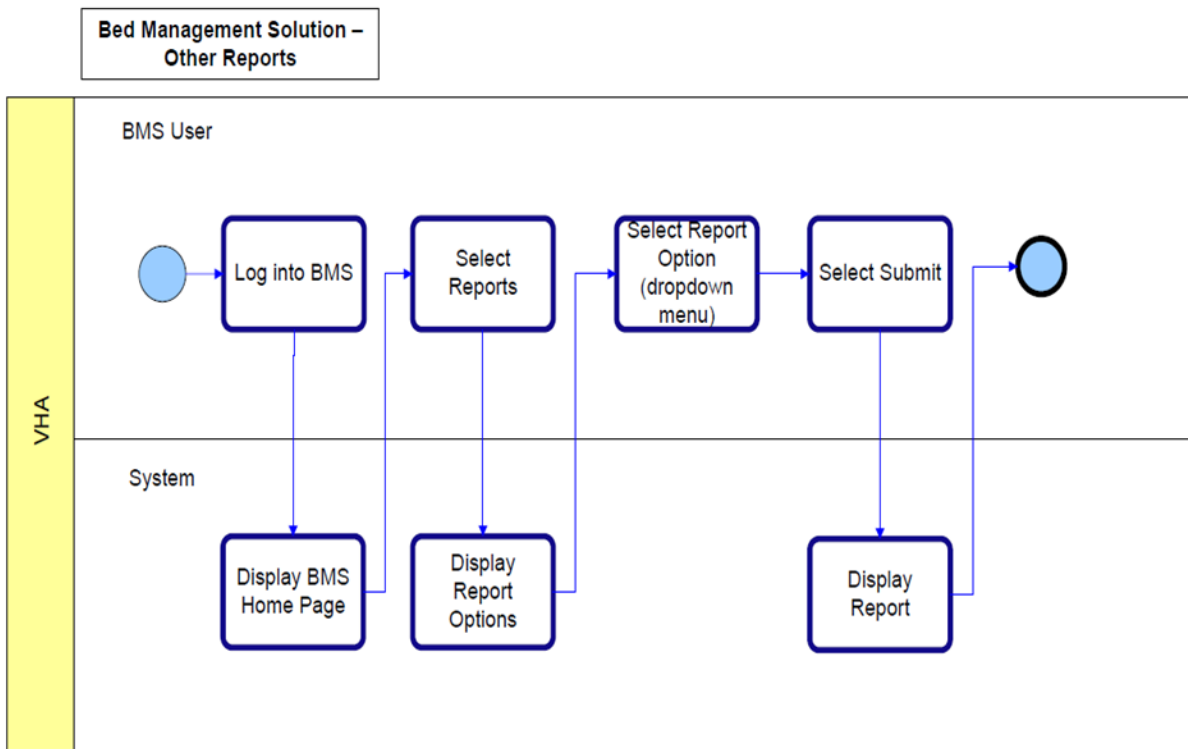 Bed Management Solution –
Other Reports
VHA
BMS User
Log into BMS
Select
Reports
Select Report
Option
(dropdown
menu)
Select Submit
System
Display BMS
Home Page
Display
Report
Options
Display
Report